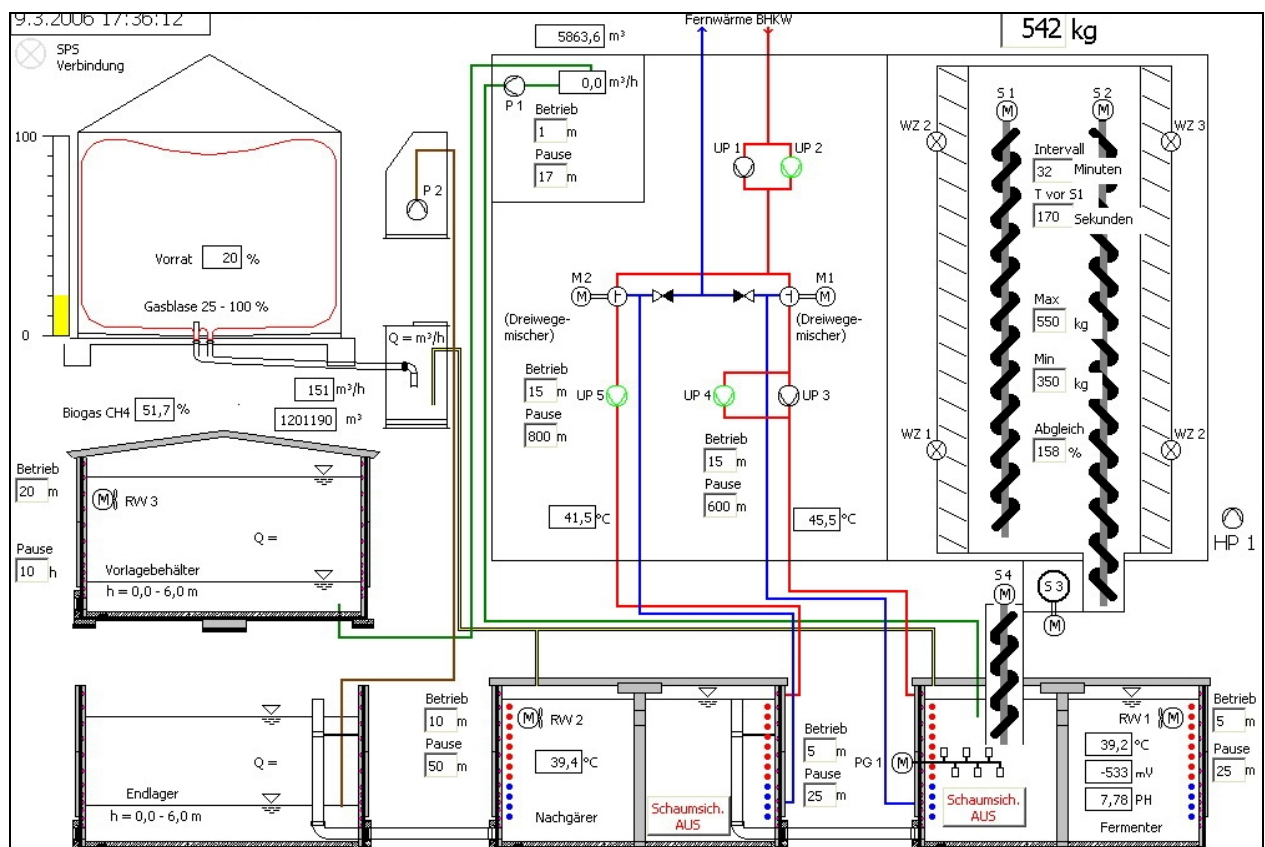 9.3.2006 17:36:12
SPS
Verbindung
5863,6 m³
Fernwärme BHKW
542 kg
P 1
0,0 m³/h
Betrieb
1 m
Pause
17 m
P 2
UP 1
UP 2
S 1
S 2
WZ 2
WZ 3
Intervall
32 Minuten
T vor S1
170 Sekunden
100
Vorrat 20 %
Gasblase 25 - 100 %
0
M2
M
M
M1
(Dreiwege-
mischer)
(Dreiwege-
mischer)
Max
550 kg
Min
350 kg
Q = m³/h
Betrieb
15 m
Pause
800 m
UP 5
UP 4
UP 3
151 m³/h
Biogas CH4 51,7 %
1201190 m³
Betrieb
15 m
Pause
600 m
WZ 1
WZ 2
Abgleich
158 %
Betrieb
20 m
Pause
10 h
M RW 3
Q =
Vorlagebehälter
h = 0,0 - 6,0 m
41,5 °C
45,5 °C
HP 1
S 4
M
S 3
M
Q =
Endlager
h = 0,0 - 6,0 m
Betrieb
10 m
Pause
50 m
M RW 2
39,4 °C
Nachgärer
Schaumsich.
AUS
Betrieb
5 m
Pause
25 m
PG 1 M
Schaumsich.
AUS
RW 1 M
39,2 °C
-533 mV
7,78 PH
Fermenter
Betrieb
5 m
Pause
25 m